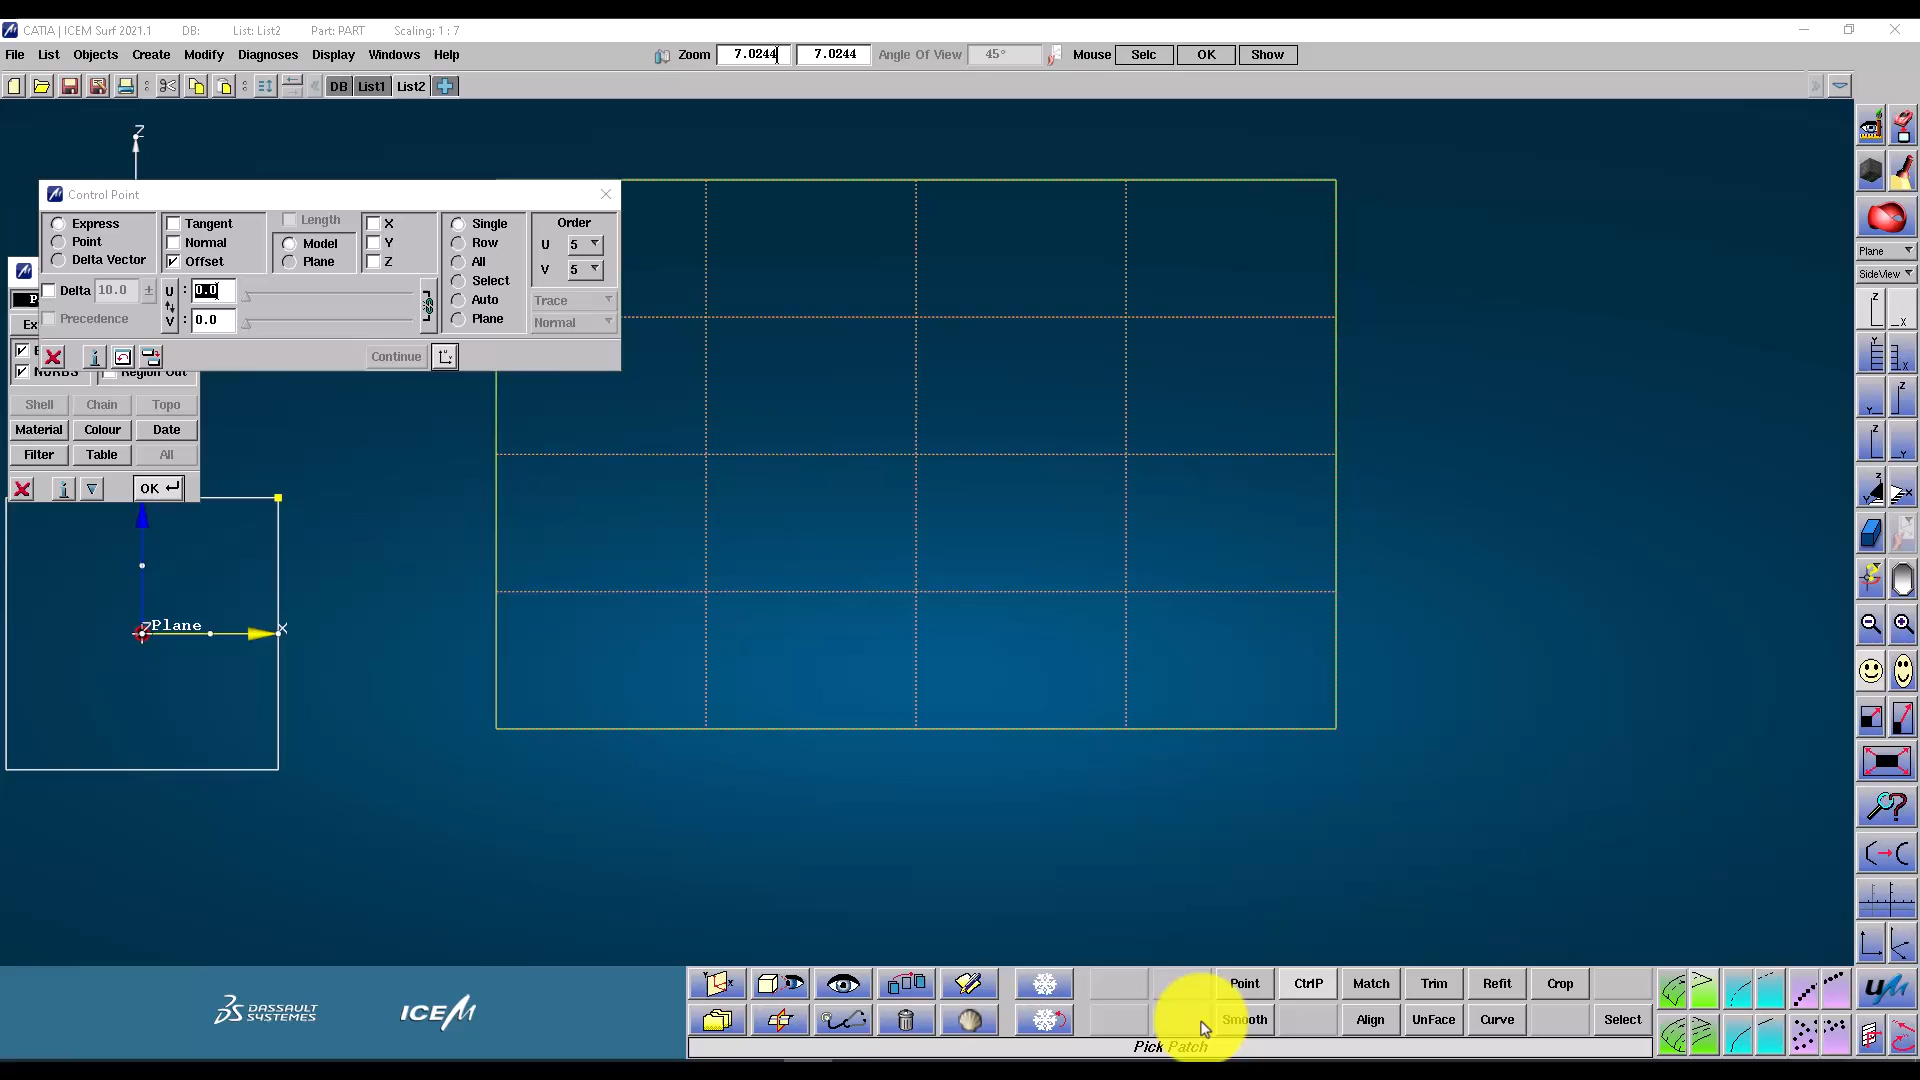 CATIA | ICEM Surf 2021.1 DB: List: List2 Part: PART Scaling: 1 : 7
File List Objects Create Modify Diagnoses Display Windows Help
Zoom 7.0244 7.0244 Angle Of View 45° Mouse Selc OK Show
DB List1 List2
Z
Control Point
Express Tangent Length X Single Order
Point Normal Model Y Row U 5
Delta Vector Offset Plane Z All V 5
Select
Delta 10.0 ± U : 0.0 Auto Trace
Precedence V : 0.0 Plane Normal
Continue
NURBS Region Out
Shell Chain Topo
Material Colour Date
Filter Table All
OK
Plane X
Plane
SideView
DASSAULT SYSTEMES ICEM
Point CtrlP Match Trim Refit Crop
Smooth Align UnFace Curve Select
Pick Patch